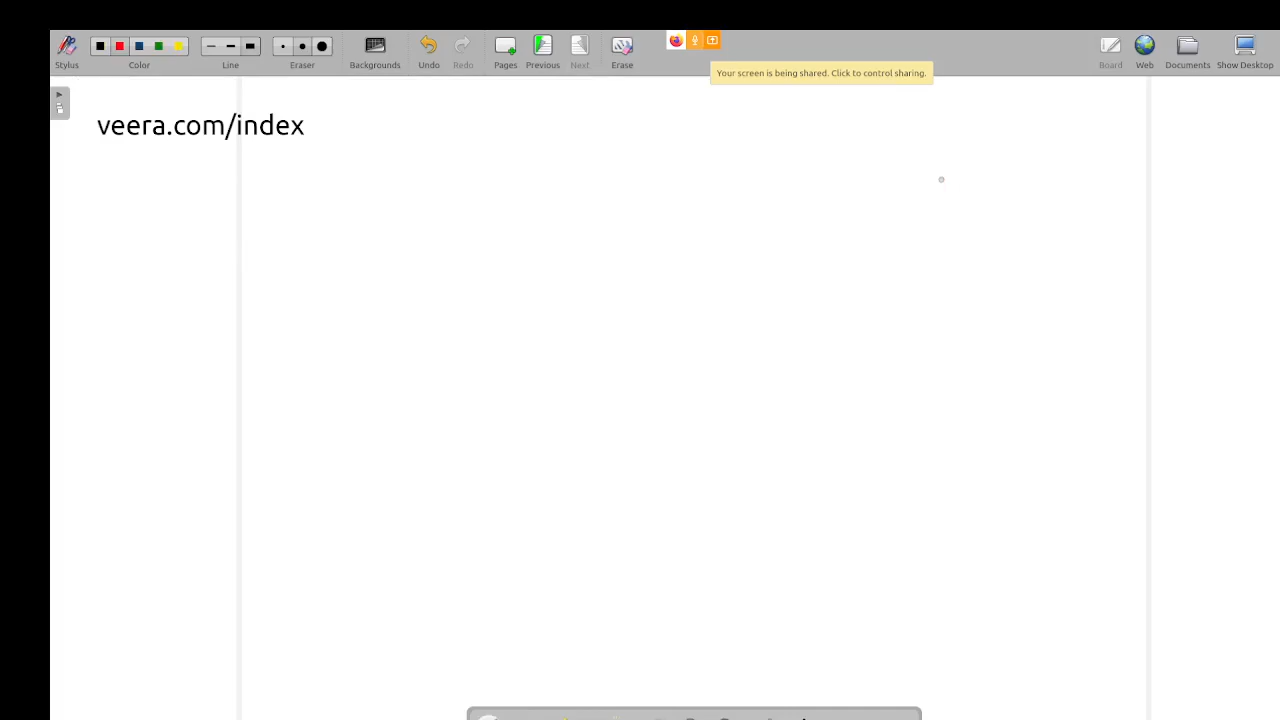 Stylus Color Line Eraser Backgrounds Undo Redo Pages Previous Next Erase Board Web Documents Show Desktop
Your screen is being shared. Click to control sharing.
veera.com/index